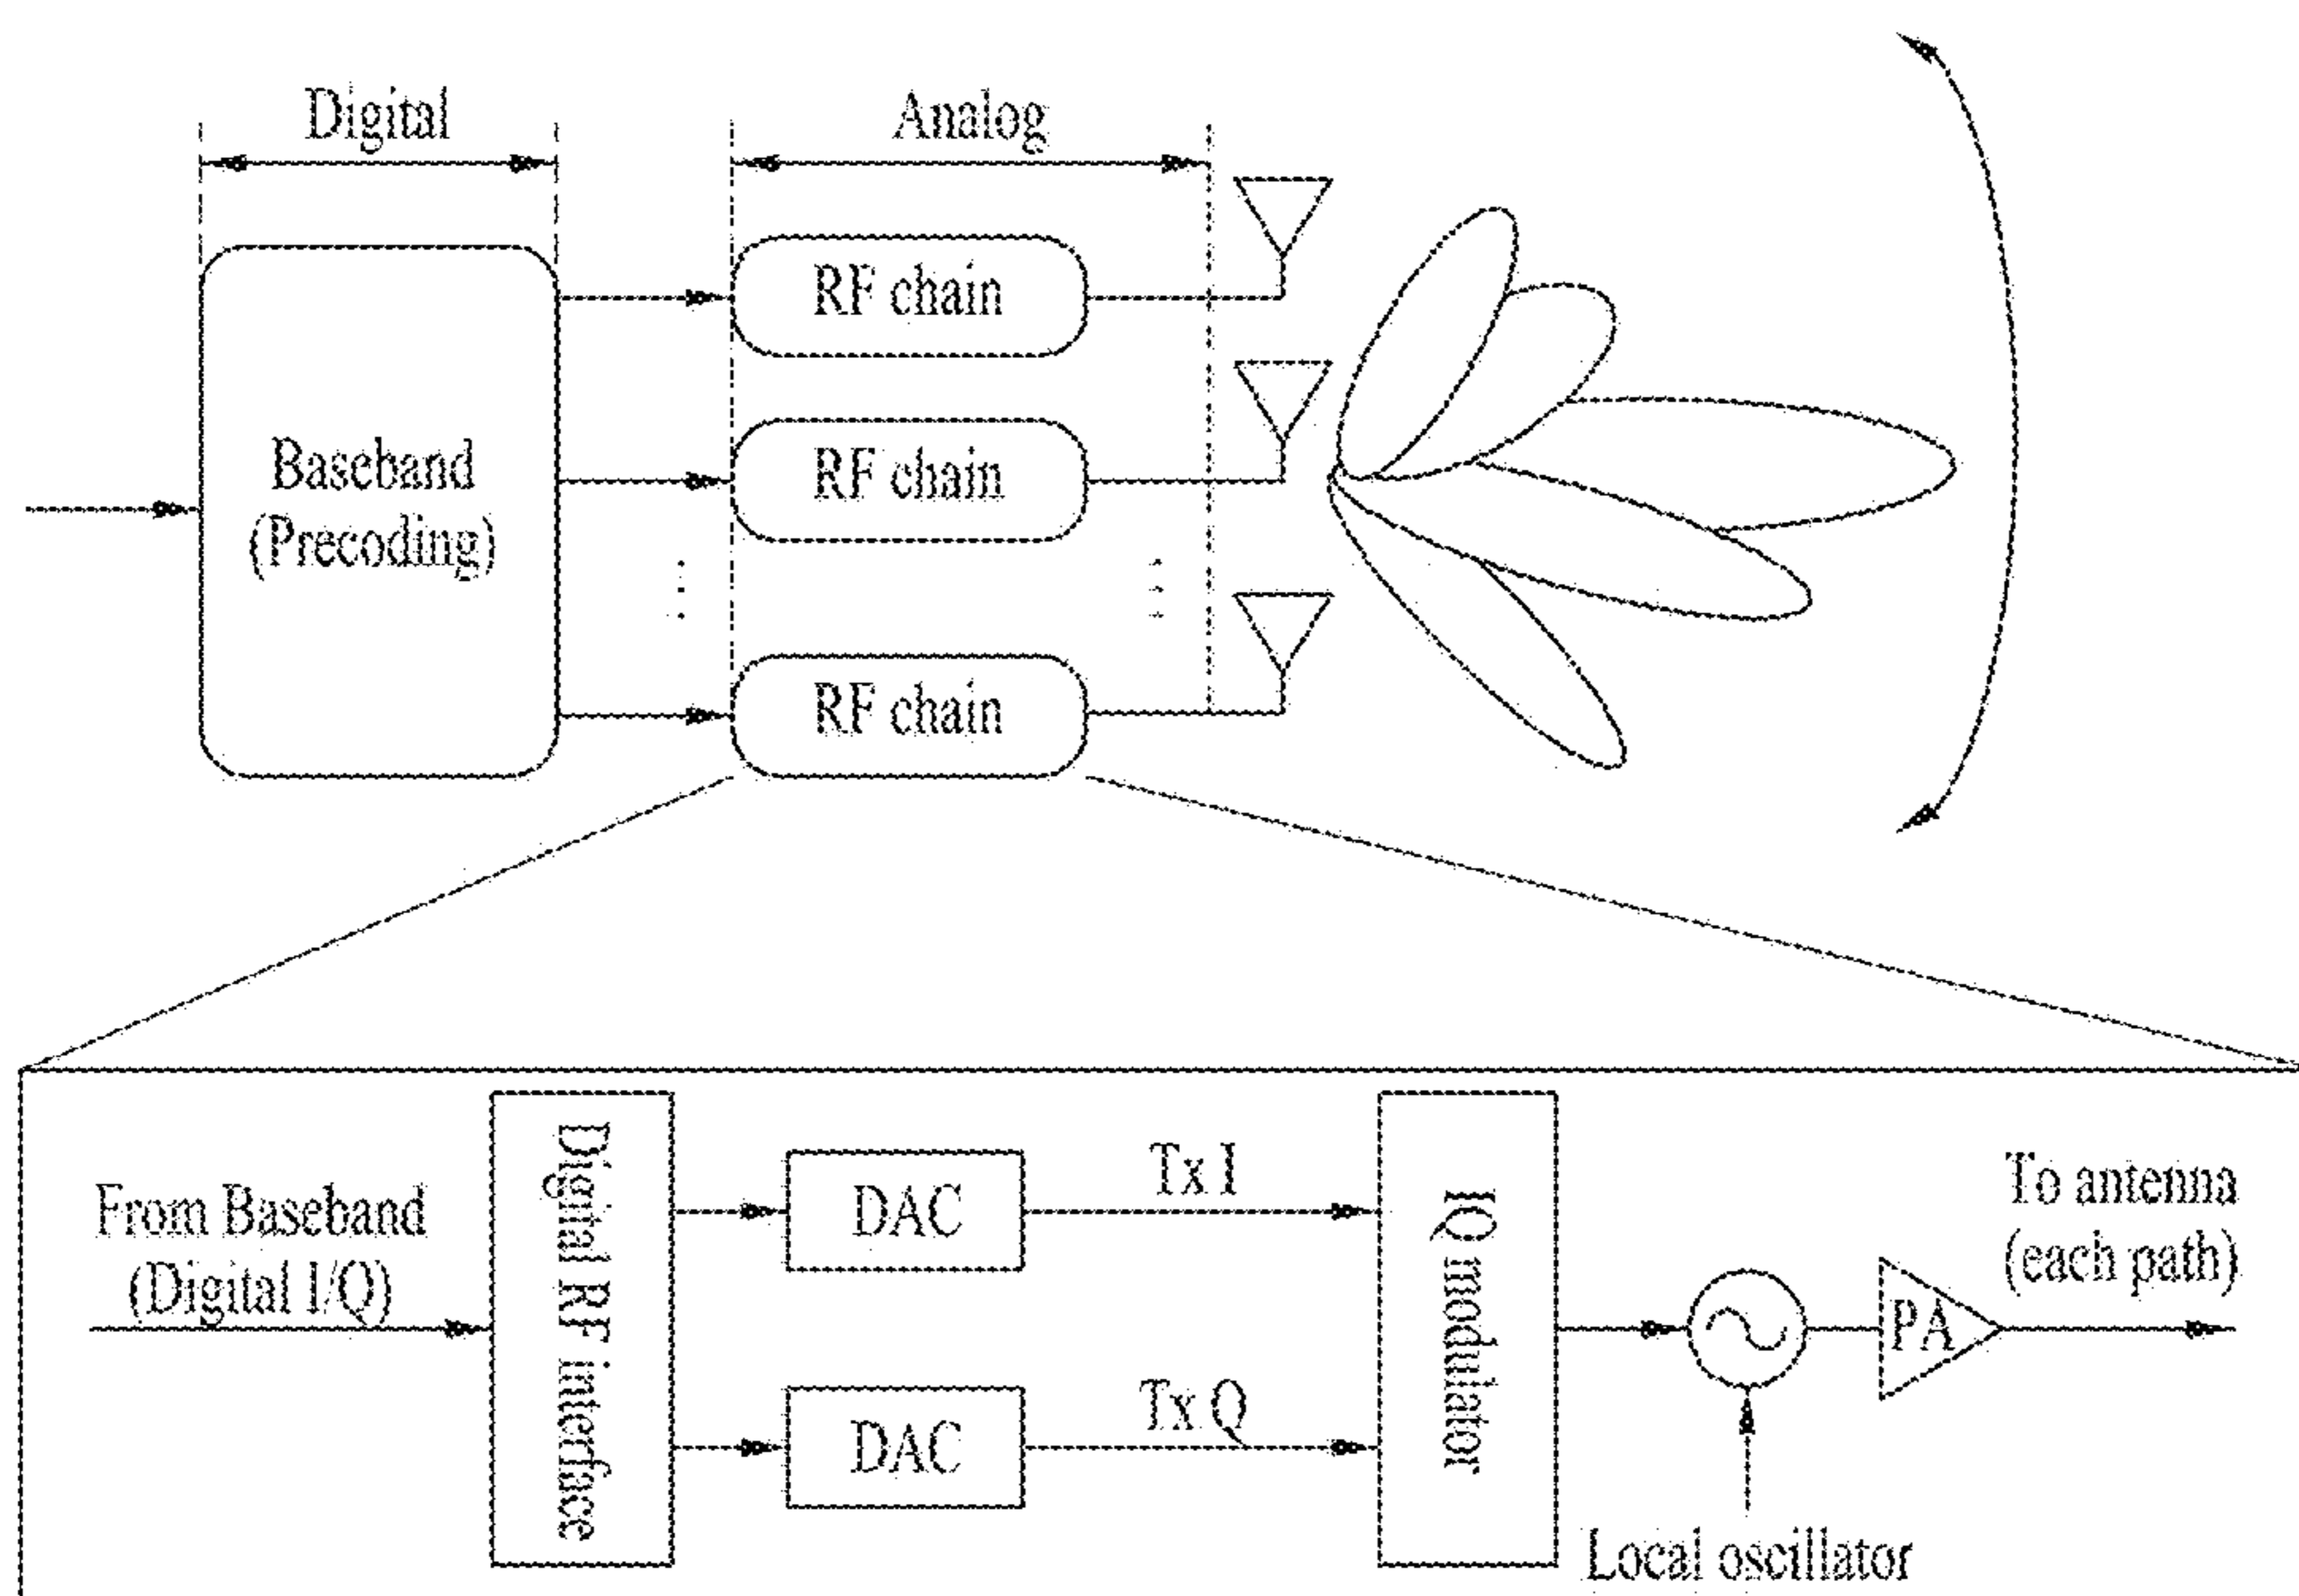 Digital
Analog
RF chain
Baseband
(Precoding)
RF chain
RF chain
From Baseband
(Digital I/Q)
Digital RF interface
DAC
DAC
Tx I
Tx Q
IQ modulator
Local oscillator
PA
To antenna
(each path)